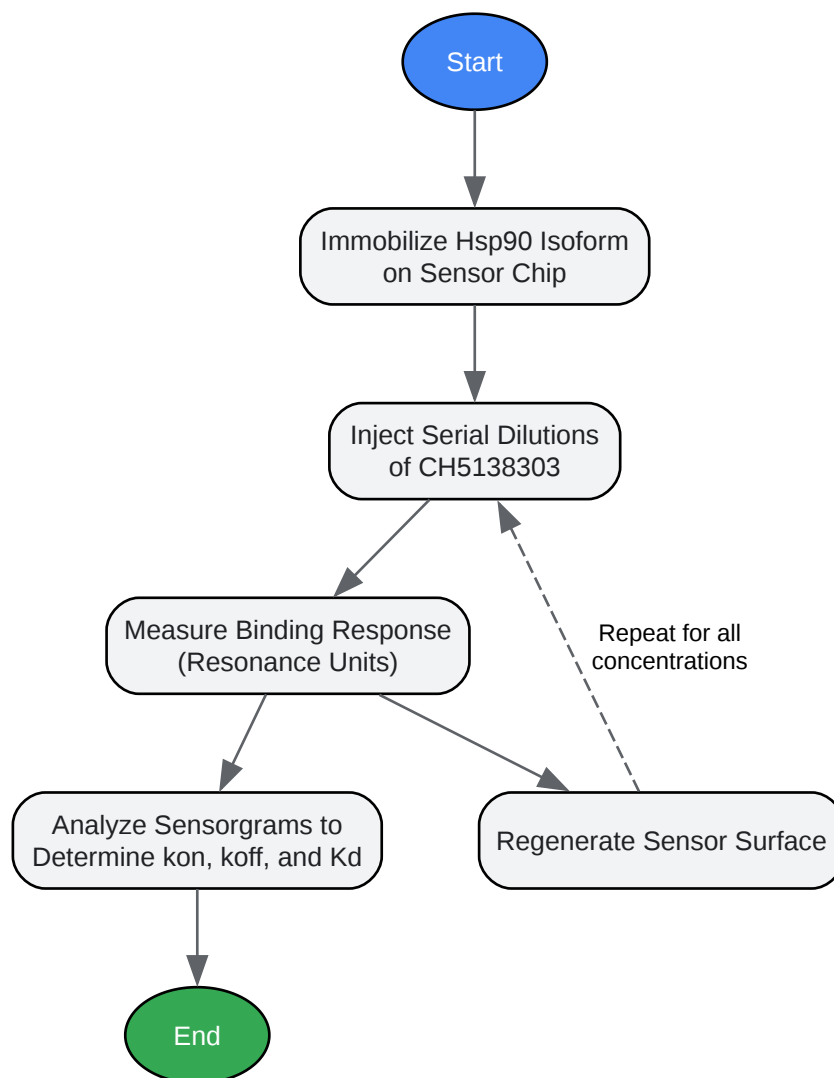 Start
Immobilize Hsp90 Isoform
on Sensor Chip
Inject Serial Dilutions
of CH5138303
Measure Binding Response
(Resonance Units)
Repeat for all
concentrations
Analyze Sensorgrams to
Determine kon, koff, and Kd
Regenerate Sensor Surface
End